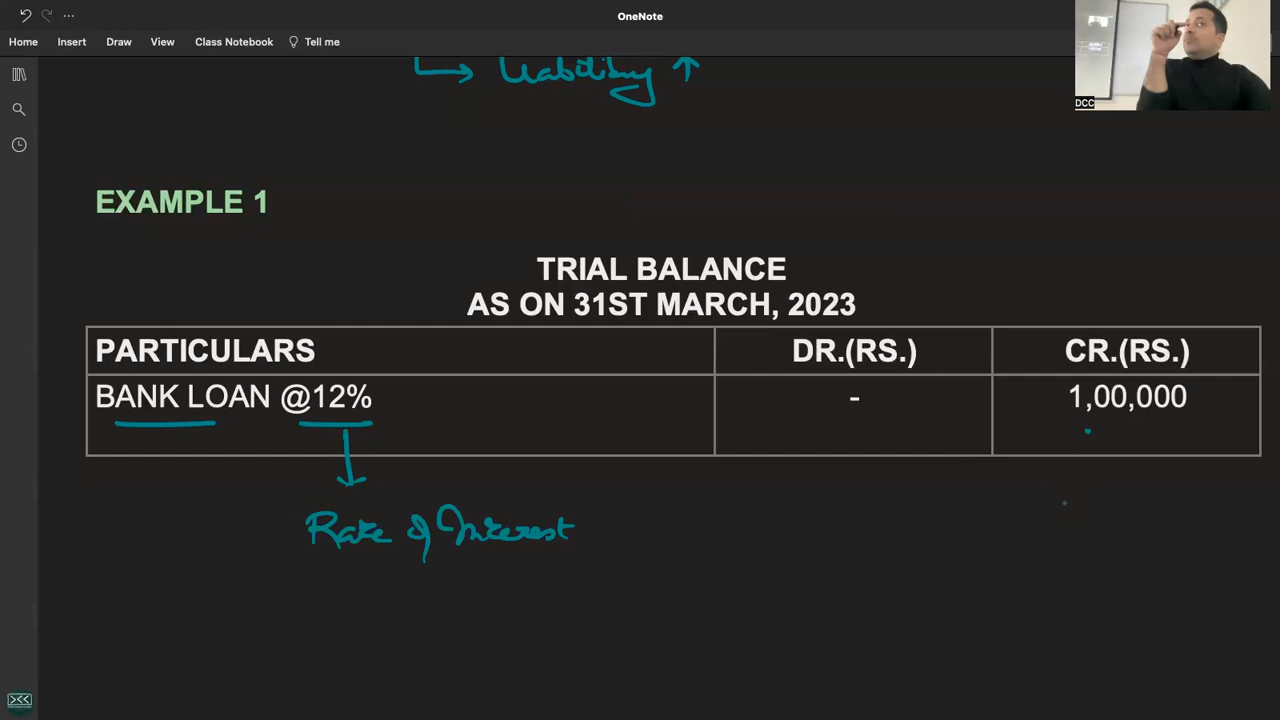 OneNote
Home Insert Draw View Class Notebook Tell me
DCC
Liability ↑
EXAMPLE 1
TRIAL BALANCE
AS ON 31ST MARCH, 2023
PARTICULARS DR.(RS.) CR.(RS.)
BANK LOAN @12% - 1,00,000
Rate of Interest